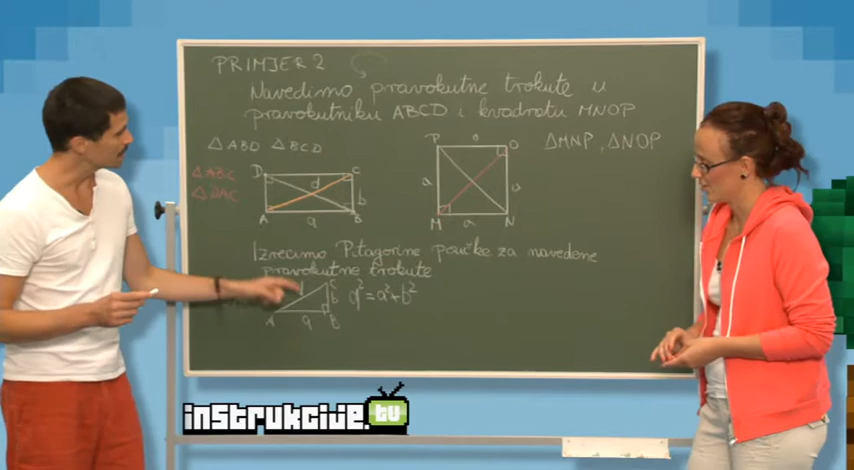 PRIMJER 2
Navedimo pravokutne trokute u
pravokutniku ABCD i kvadratu MNOP
△ABD △BCD
△ABC
△DAC
D C
d
b
A a B
P a O
a a
M a N
△MNP, △NOP
Izrecimo Pitagorine poučke za navedene
pravokutne trokute
d C
b
A a B
d²=a²+b²
instrukcije.tv